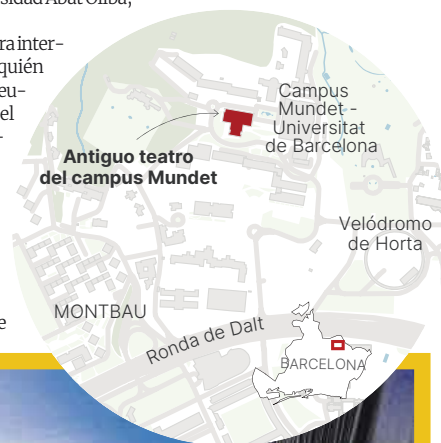 sidad Abat Oliba,
ra inter-
quién
eu-
el
-
Campus
Mundet -
Universitat
de Barcelona
Antiguo teatro
del campus Mundet
Velódromo
de Horta
MONTBAU
Ronda de Dalt
BARCELONA
e